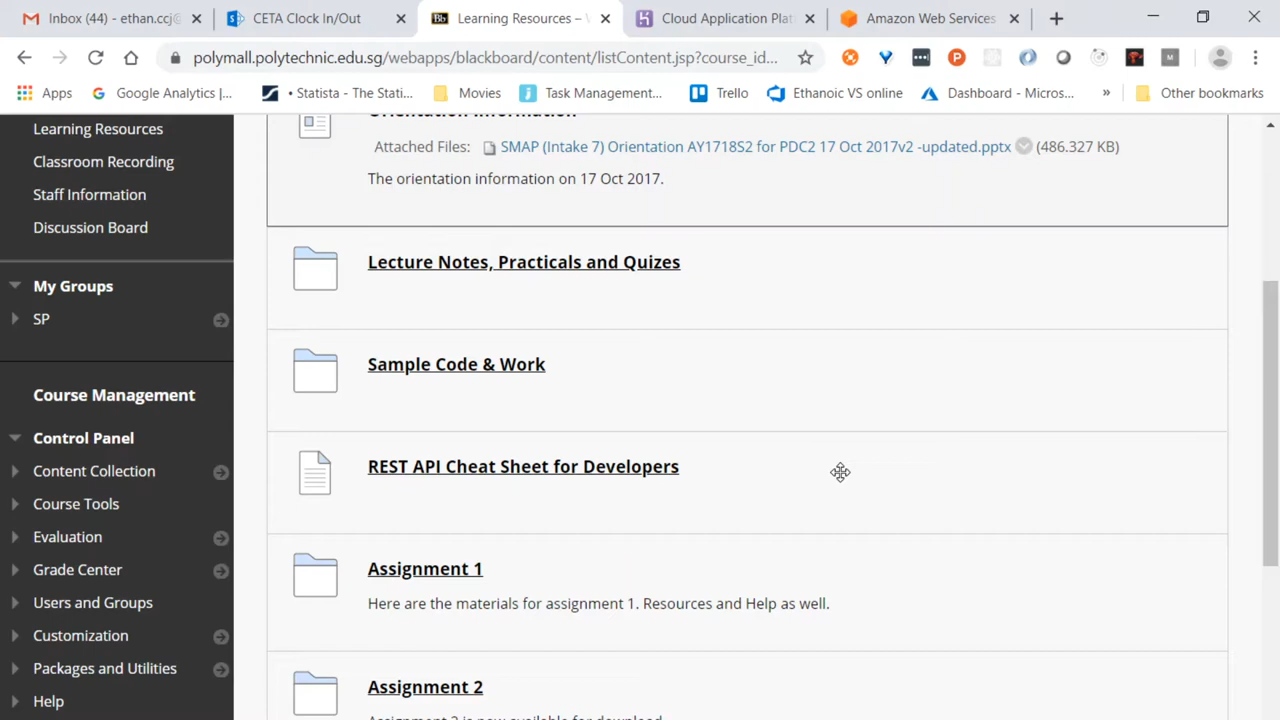 Inbox (44) - ethan.ccj@
CETA Clock In/Out
Bb Learning Resources –
Cloud Application Plat
Amazon Web Services
polymall.polytechnic.edu.sg/webapps/blackboard/content/listContent.jsp?course_id...
Apps
Google Analytics |...
• Statista - The Stati...
Movies
Task Management...
Trello
Ethanoic VS online
Dashboard - Micros...
»
Other bookmarks
Learning Resources
Classroom Recording
Staff Information
Discussion Board
My Groups
SP
Course Management
Control Panel
Content Collection
Course Tools
Evaluation
Grade Center
Users and Groups
Customization
Packages and Utilities
Help
Orientation Information
Attached Files: SMAP (Intake 7) Orientation AY1718S2 for PDC2 17 Oct 2017v2 -updated.pptx (486.327 KB)
The orientation information on 17 Oct 2017.
Lecture Notes, Practicals and Quizes
Sample Code & Work
REST API Cheat Sheet for Developers
Assignment 1
Here are the materials for assignment 1. Resources and Help as well.
Assignment 2
Assignment 2 is now available for download